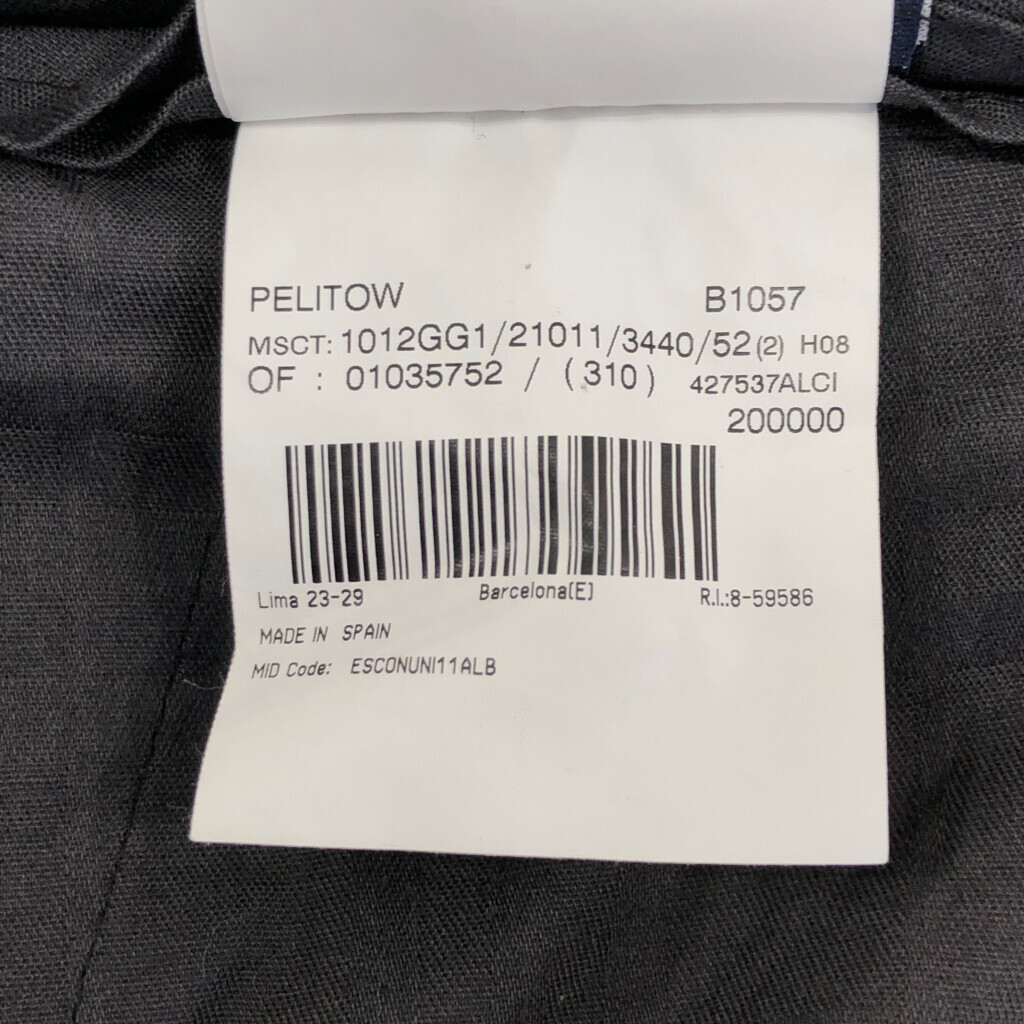 PELITOW B1057
MSCT: 1012GG1/21011/3440/52 (2) H08
OF : 01035752 / (310) 427537ALCI
200000
Lima 23-29 Barcelona(E) R.I.:8-59586
MADE IN SPAIN
MID Code: ESCONUNI11ALB